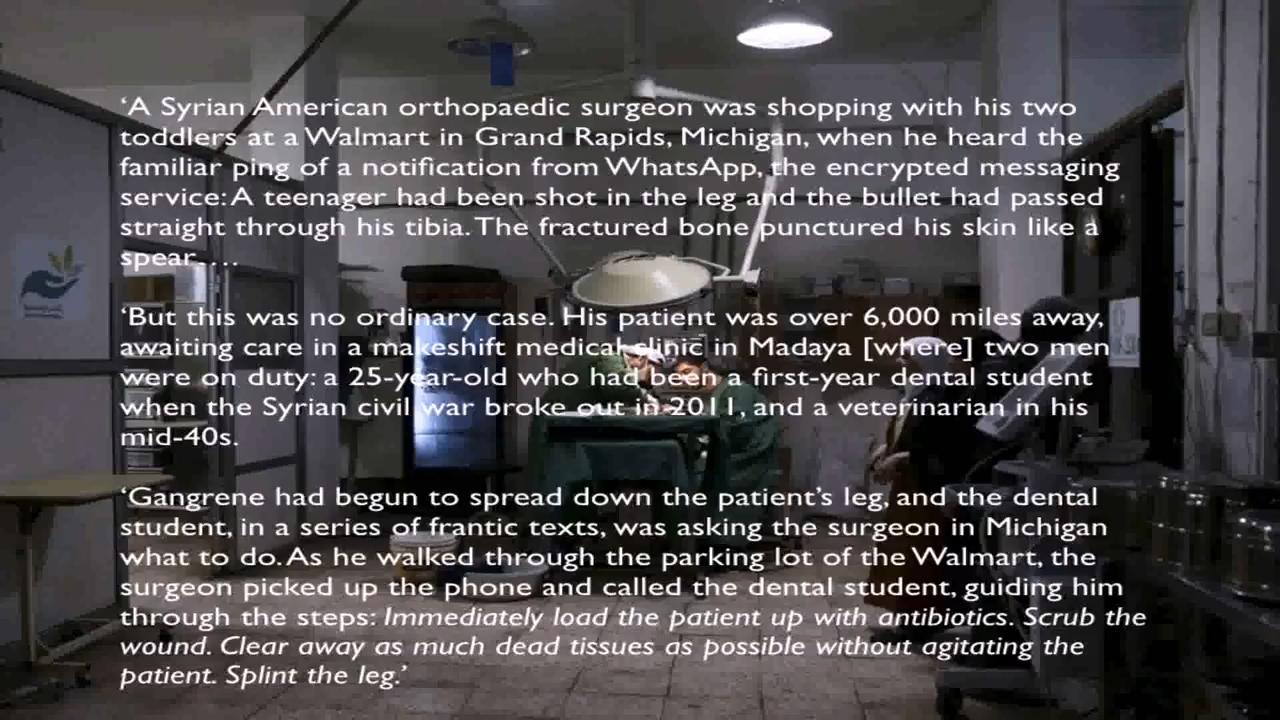 ‘A Syrian American orthopaedic surgeon was shopping with his two
toddlers at a Walmart in Grand Rapids, Michigan, when he heard the
familiar ping of a notification from WhatsApp, the encrypted messaging
service: A teenager had been shot in the leg and the bullet had passed
straight through his tibia. The fractured bone punctured his skin like a
spear….
‘But this was no ordinary case. His patient was over 6,000 miles away,
awaiting care in a makeshift medical clinic in Madaya [where] two men
were on duty: a 25-year-old who had been a first-year dental student
when the Syrian civil war broke out in 2011, and a veterinarian in his
mid-40s.
‘Gangrene had begun to spread down the patient’s leg, and the dental
student, in a series of frantic texts, was asking the surgeon in Michigan
what to do. As he walked through the parking lot of the Walmart, the
surgeon picked up the phone and called the dental student, guiding him
through the steps: Immediately load the patient up with antibiotics. Scrub the
wound. Clear away as much dead tissues as possible without agitating the
patient. Splint the leg.’